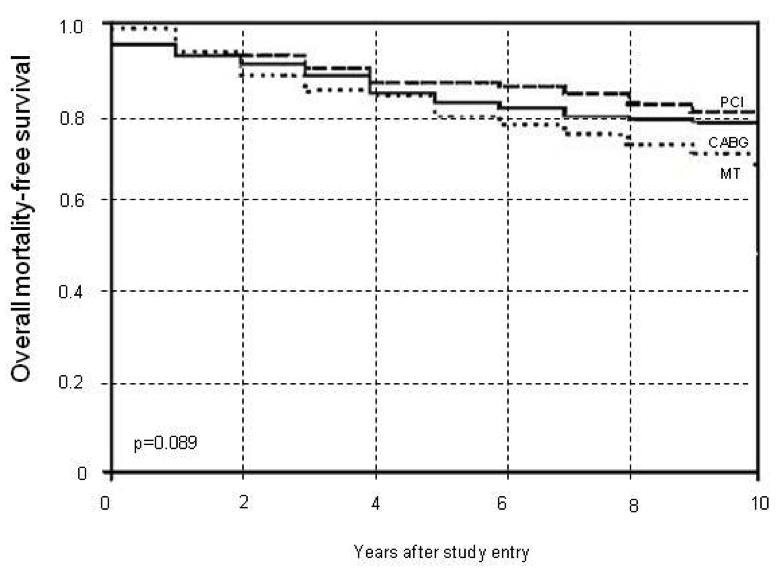 Overall mortality-free survival
1.0
0.8
0.6
0.4
0.2
0
PCI
CABG
MT
p=0.089
0 2 4 6 8 10
Years after study entry